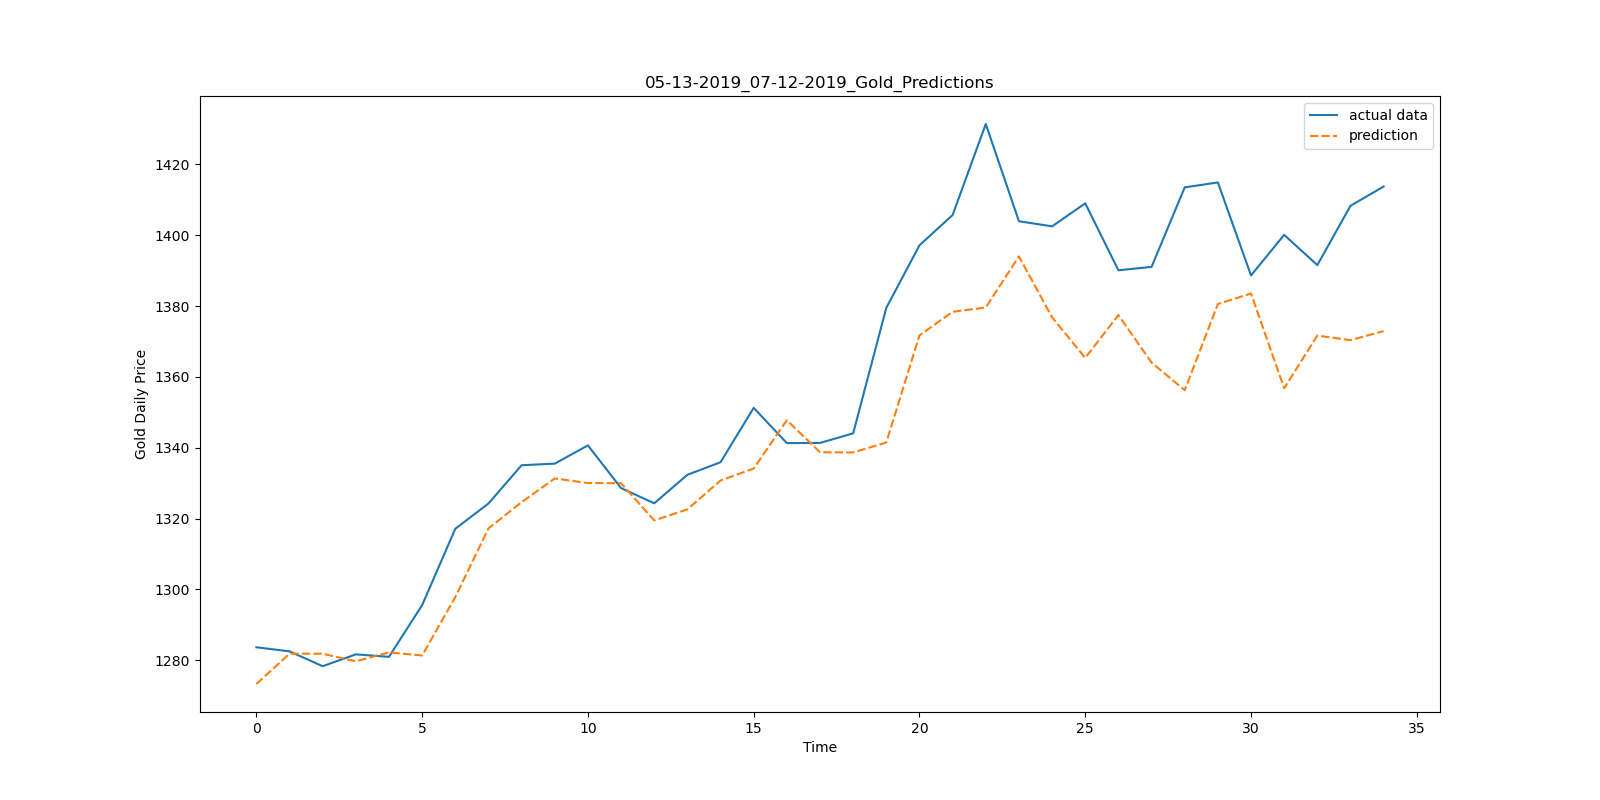 05-13-2019_07-12-2019_Gold_Predictions
actual data
prediction
1420
1400
1380
1360
1340
1320
1300
1280
Gold Daily Price
0 5 10 15 20 25 30 35
Time